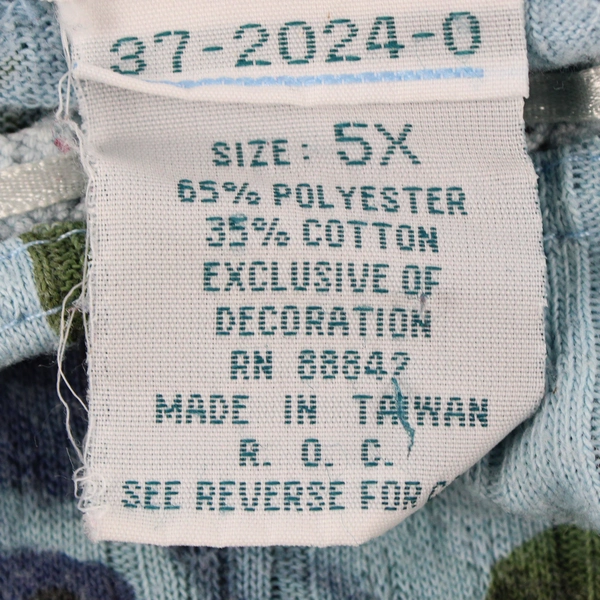 37-2024-0
SIZE: 5X
65% POLYESTER
35% COTTON
EXCLUSIVE OF
DECORATION
RN 88847
MADE IN TAIWAN
R. O. C.
SEE REVERSE FOR